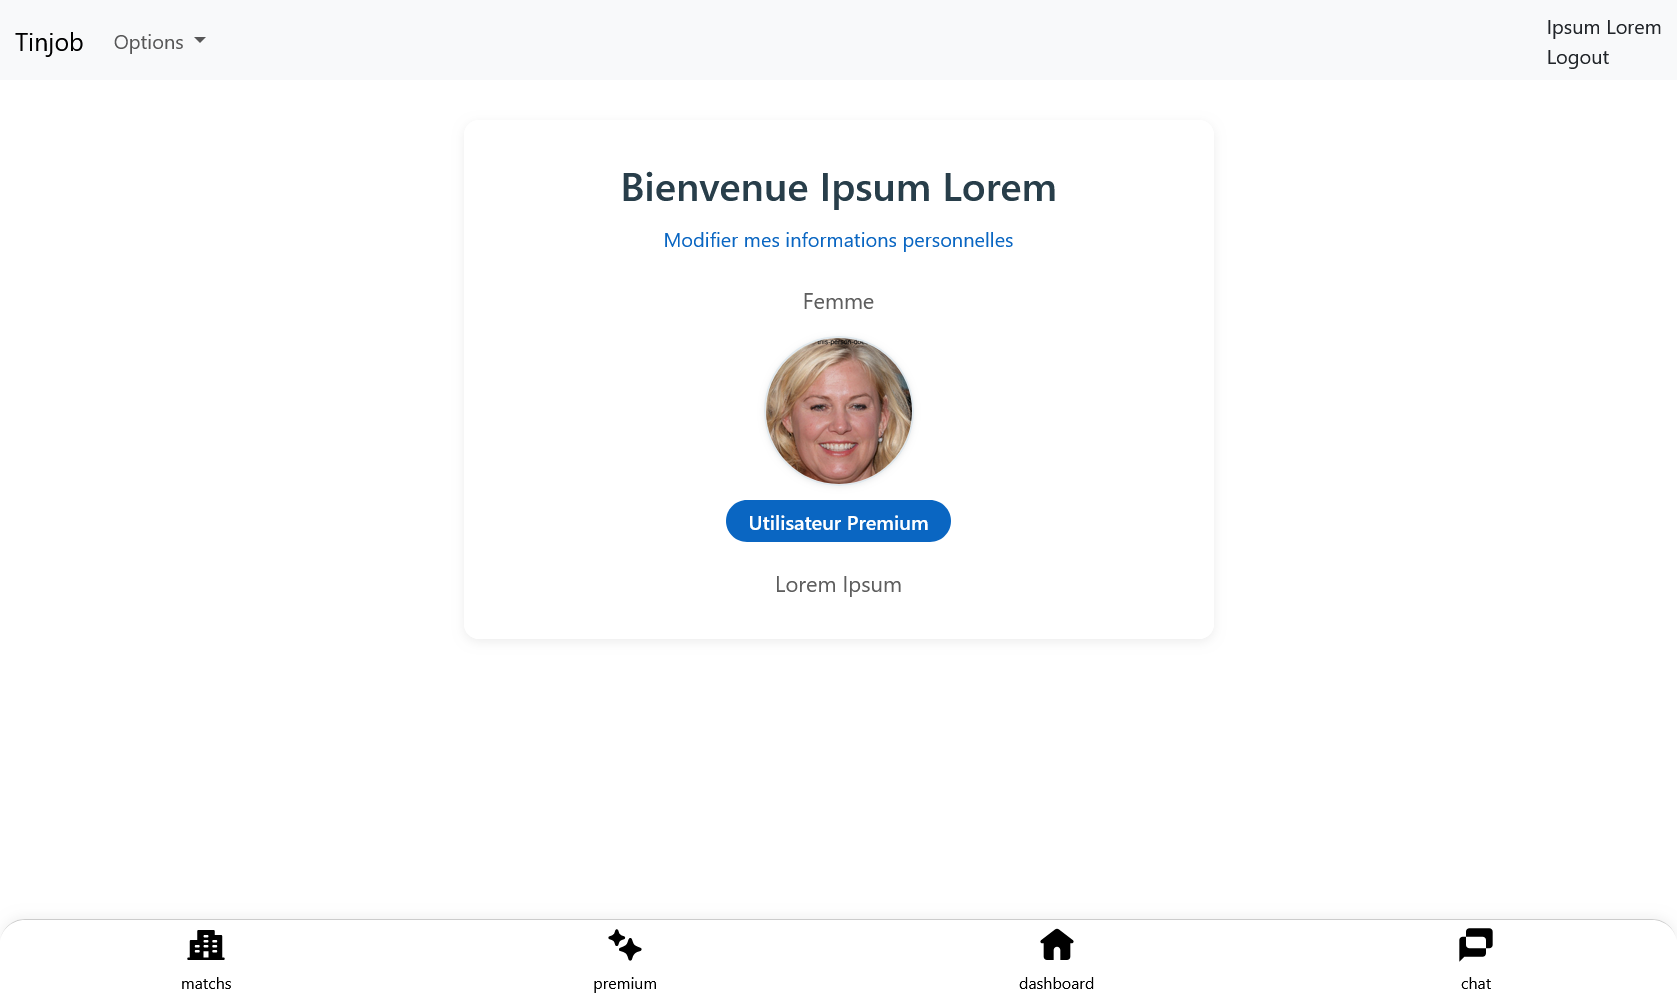 Tinjob
Options
Ipsum Lorem
Logout
Bienvenue Ipsum Lorem
Modifier mes informations personnelles
Femme
Utilisateur Premium
Lorem Ipsum
matchs
premium
dashboard
chat